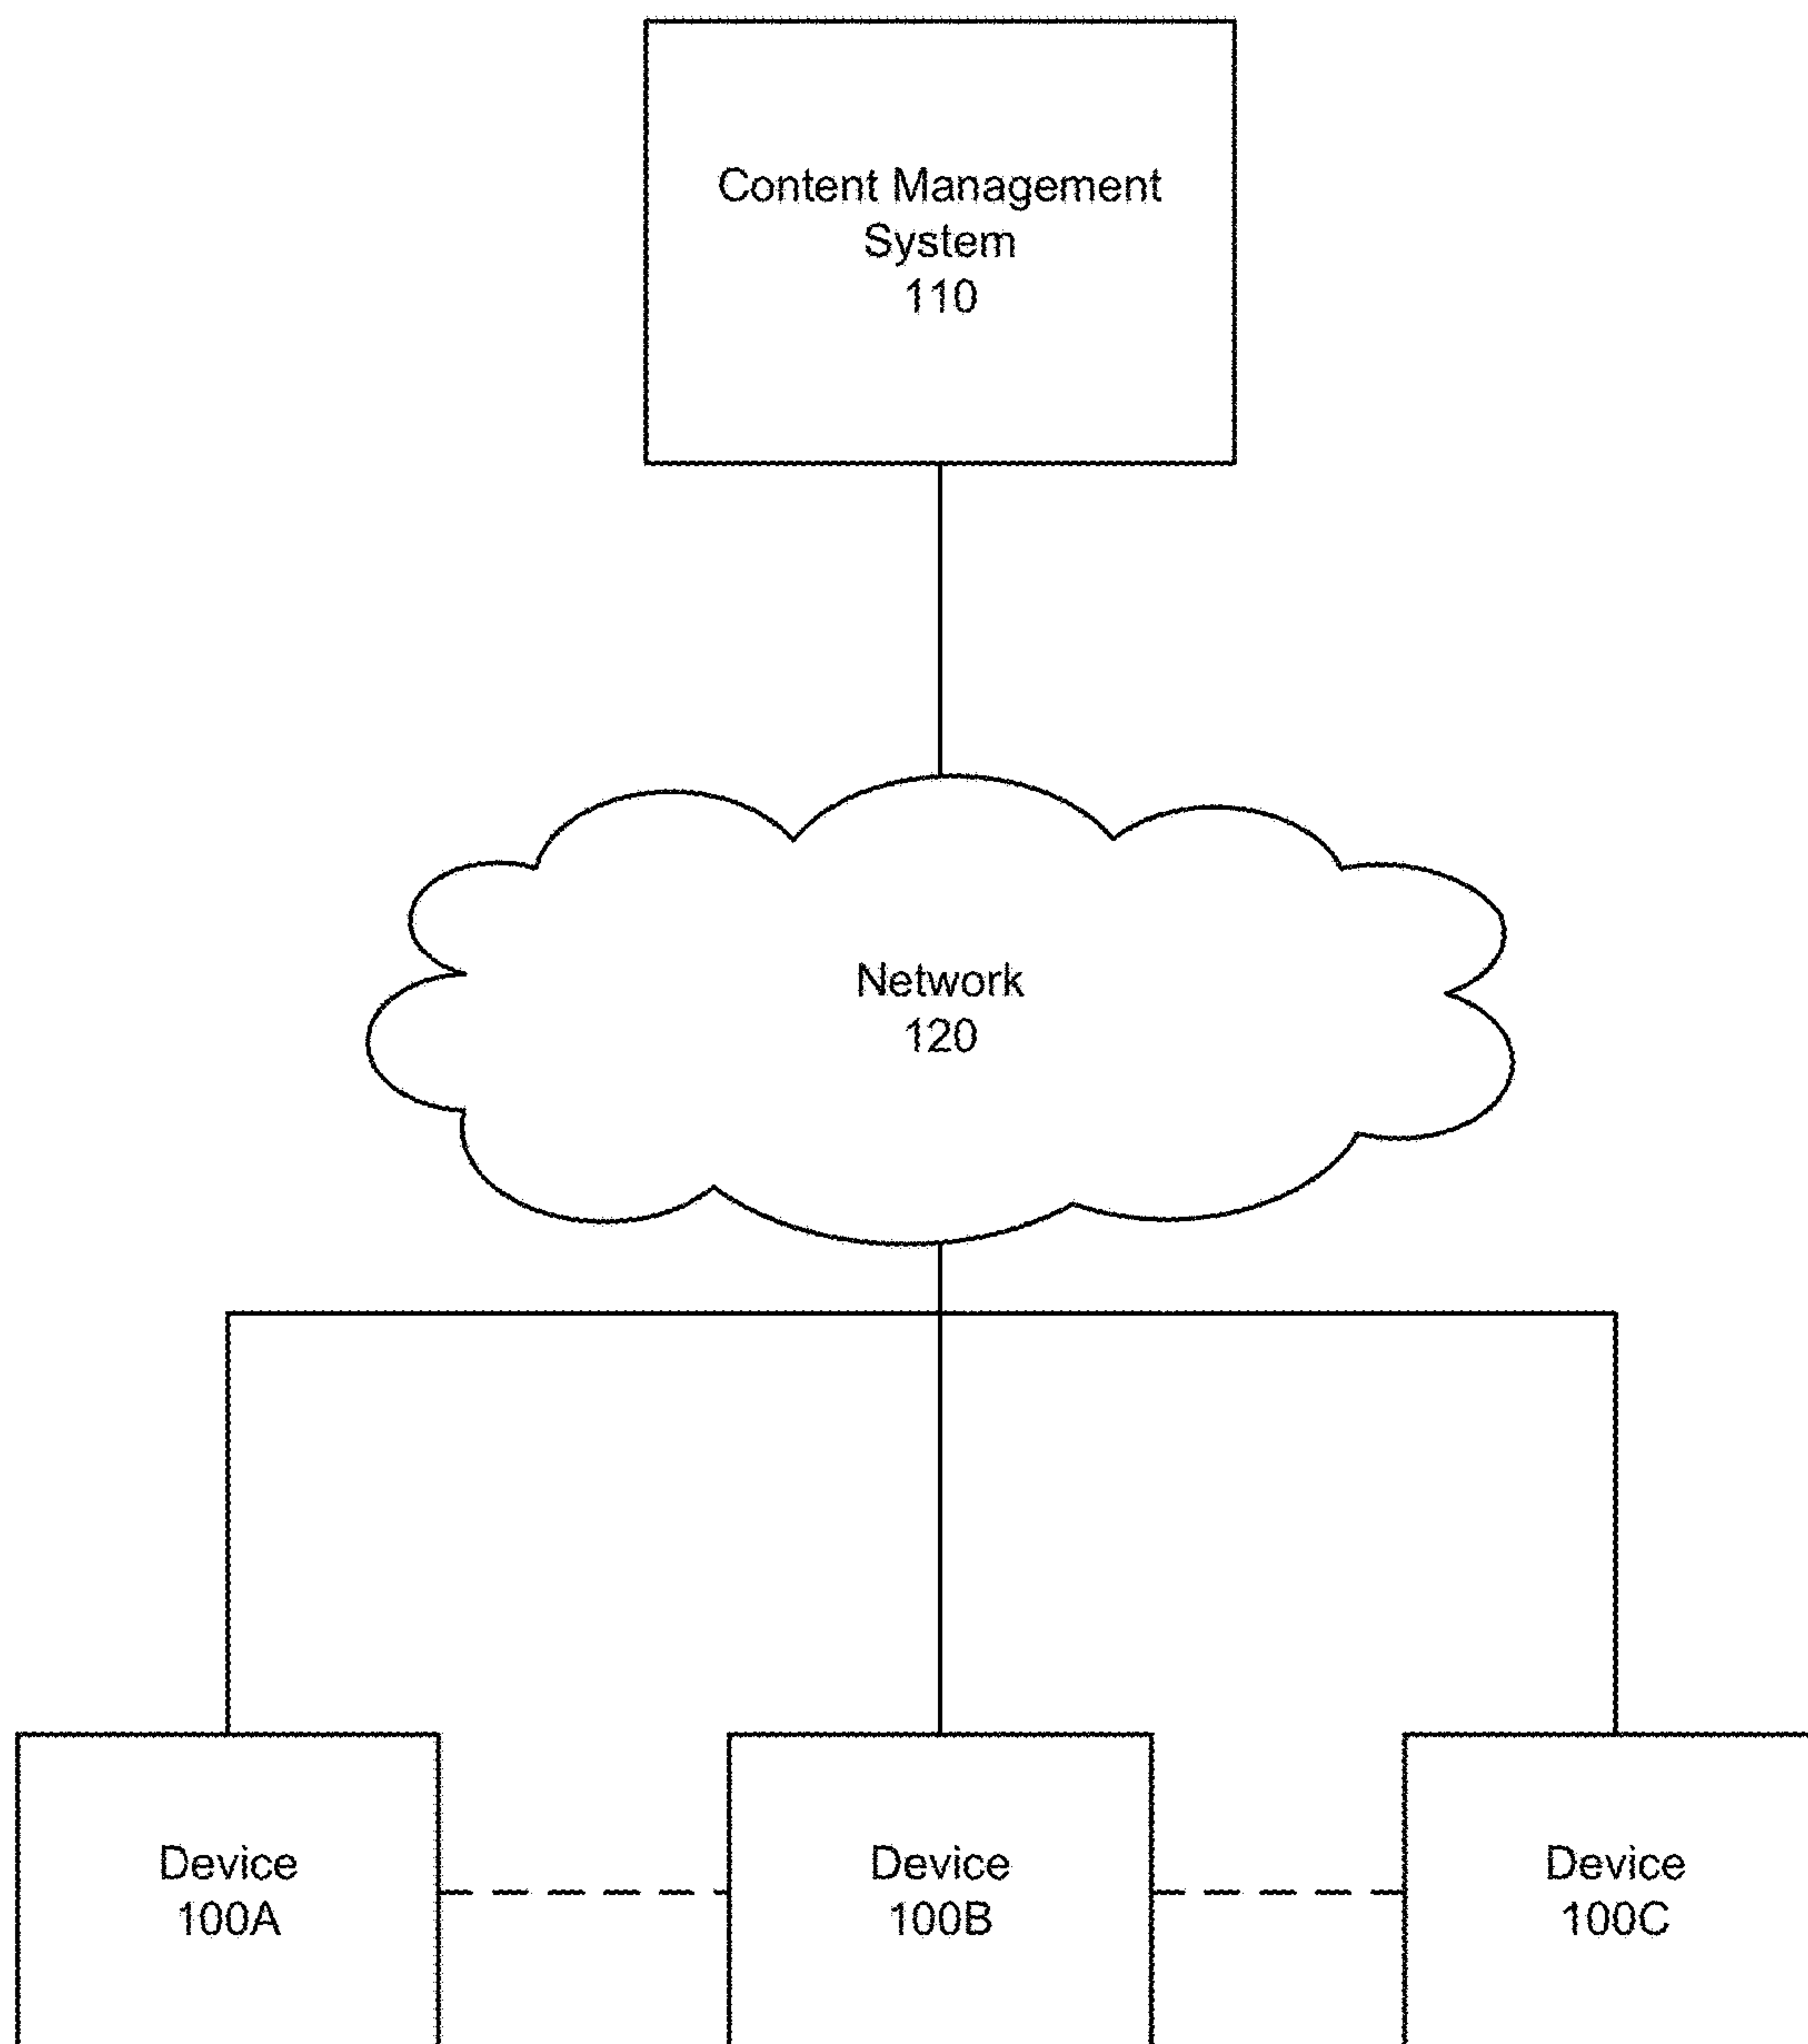 Content Management
System
110
Network
120
Device
100A
Device
100B
Device
100C